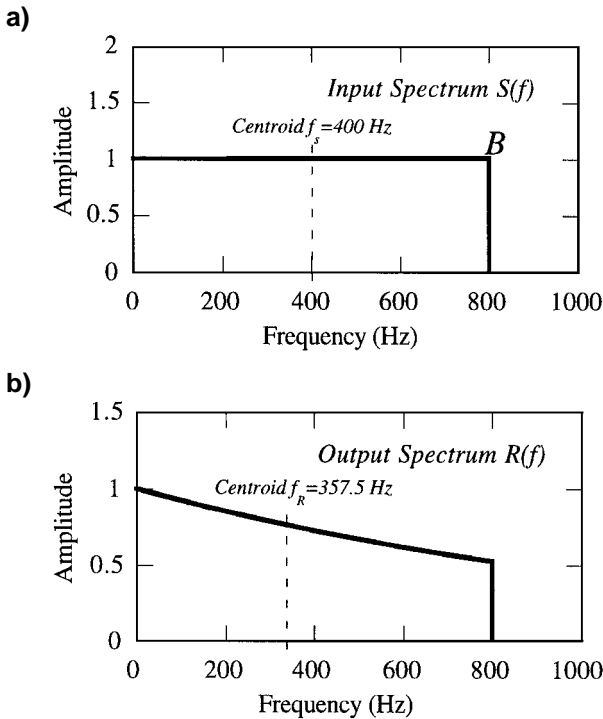 a)
2
Input Spectrum S(f)
1.5
Centroid fs=400 Hz
B
1
Amplitude
0.5
0
0 200 400 600 800 1000
Frequency (Hz)
b)
1.5
Output Spectrum R(f)
Centroid fR=357.5 Hz
1
Amplitude
0.5
0
0 200 400 600 800 1000
Frequency (Hz)